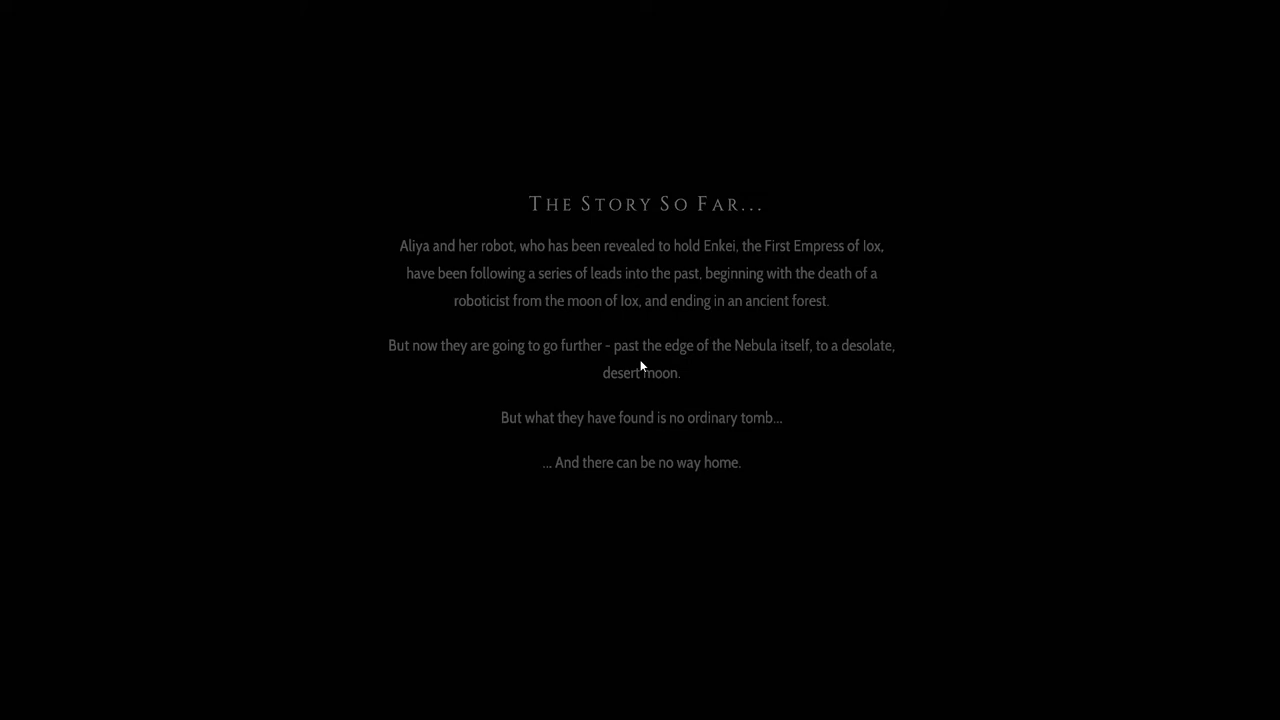 The Story So Far...
Aliya and her robot, who has been revealed to hold Enkei, the First Empress of Iox,
have been following a series of leads into the past, beginning with the death of a
roboticist from the moon of Iox, and ending in an ancient forest.
But now they are going to go further - past the edge of the Nebula itself, to a desolate,
desert moon.
But what they have found is no ordinary tomb...
... And there can be no way home.